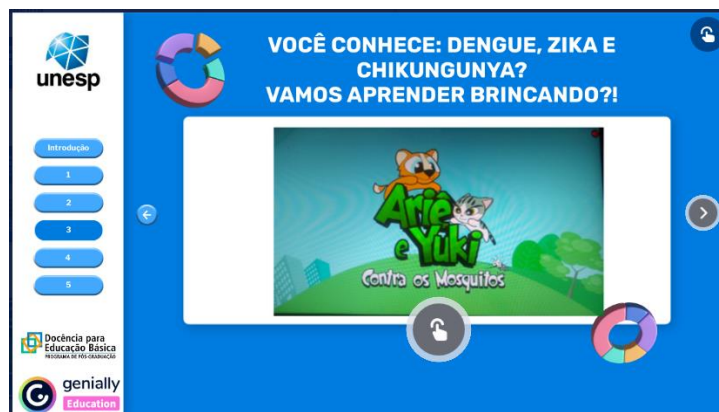 unesp
VOCÊ CONHECE: DENGUE, ZIKA E
CHIKUNGUNYA?
VAMOS APRENDER BRINCANDO?!
Introdução
1
2
3
4
5
Ariê
e Yuki
Contra os Mosquitos
Docência para
Educação Básica
PROGRAMA DE PÓS-GRADUAÇÃO
genially
Education